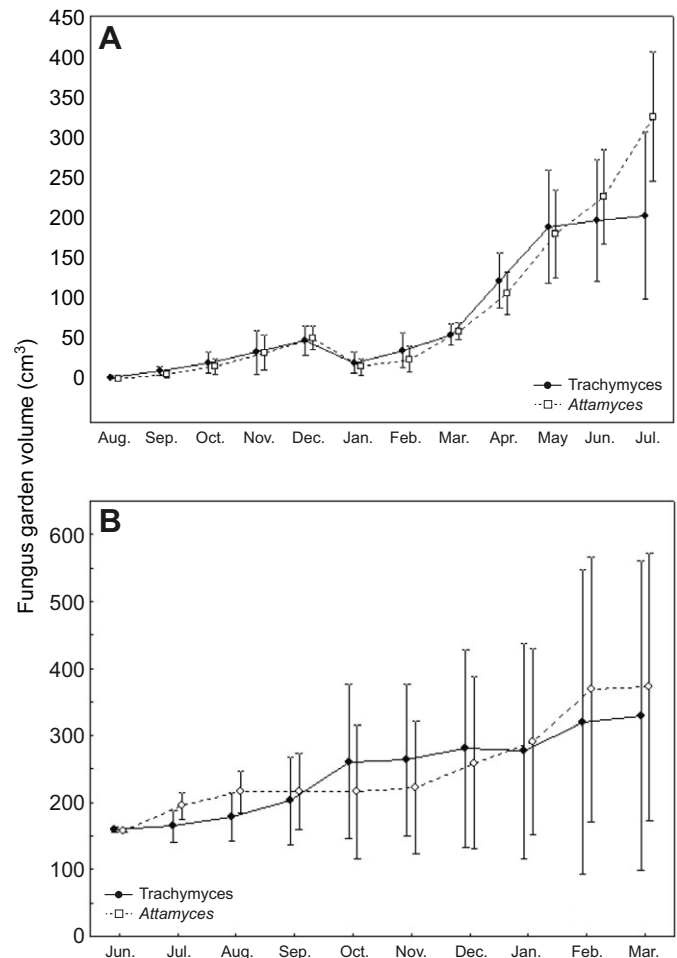 Fungus garden volume (cm³)
A
450
400
350
300
250
200
150
100
50
0
Trachymyces
Attamyces
Aug. Sep. Oct. Nov. Dec. Jan. Feb. Mar. Apr. May Jun. Jul.
B
600
500
400
300
200
100
0
Trachymyces
Attamyces
Jun. Jul. Aug. Sep. Oct. Nov. Dec. Jan. Feb. Mar.